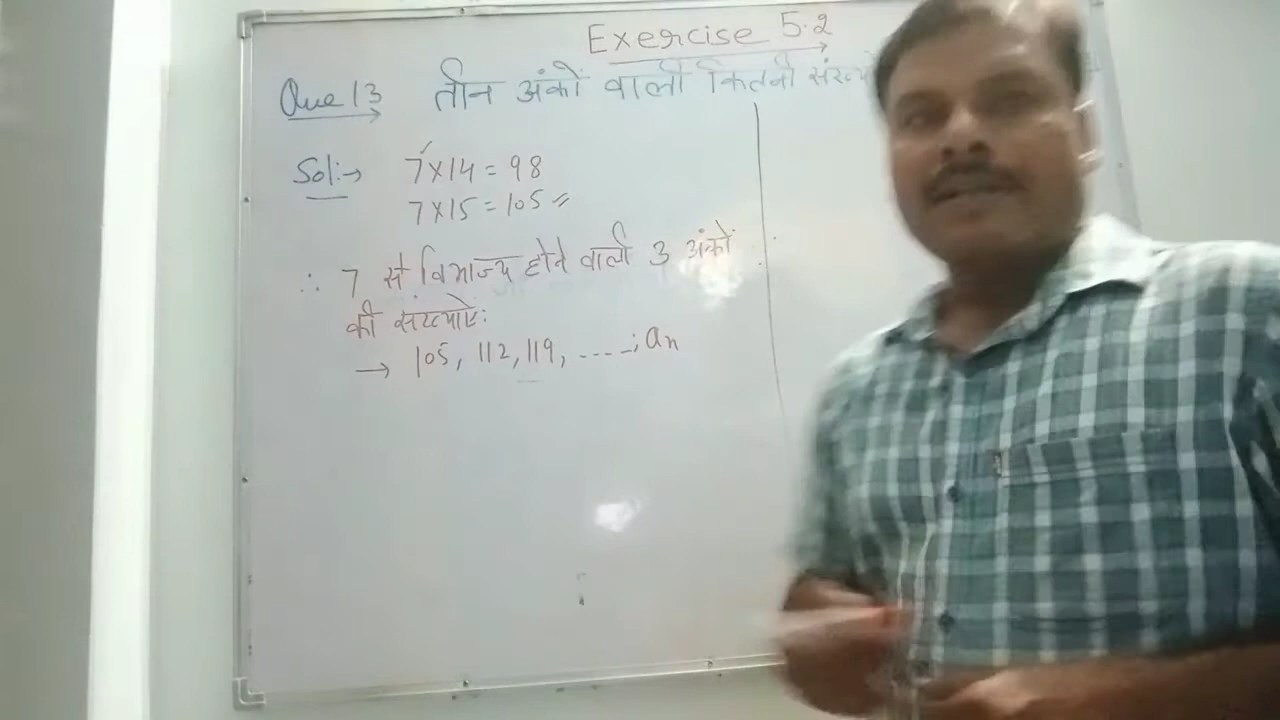 Exercise 5.2
Que 13 तीन अंकों वाली कितनी
Sol:→ 7×14=98
7×15=105
∴ 7 से विभाज्य होने वाली 3 अंकों
की संख्याएँ:
→ 105, 112, 119, ----; an